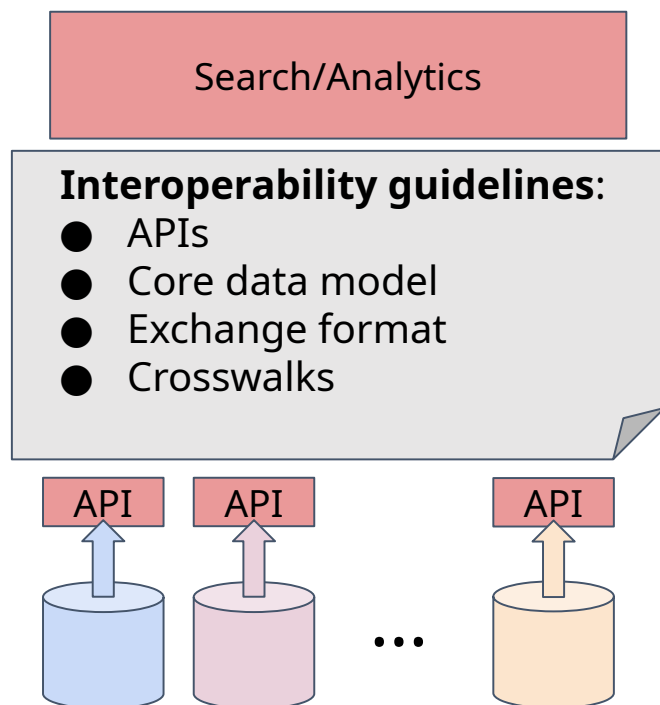 Search/Analytics
Interoperability guidelines:
● APIs
● Core data model
● Exchange format
● Crosswalks
API API API
...